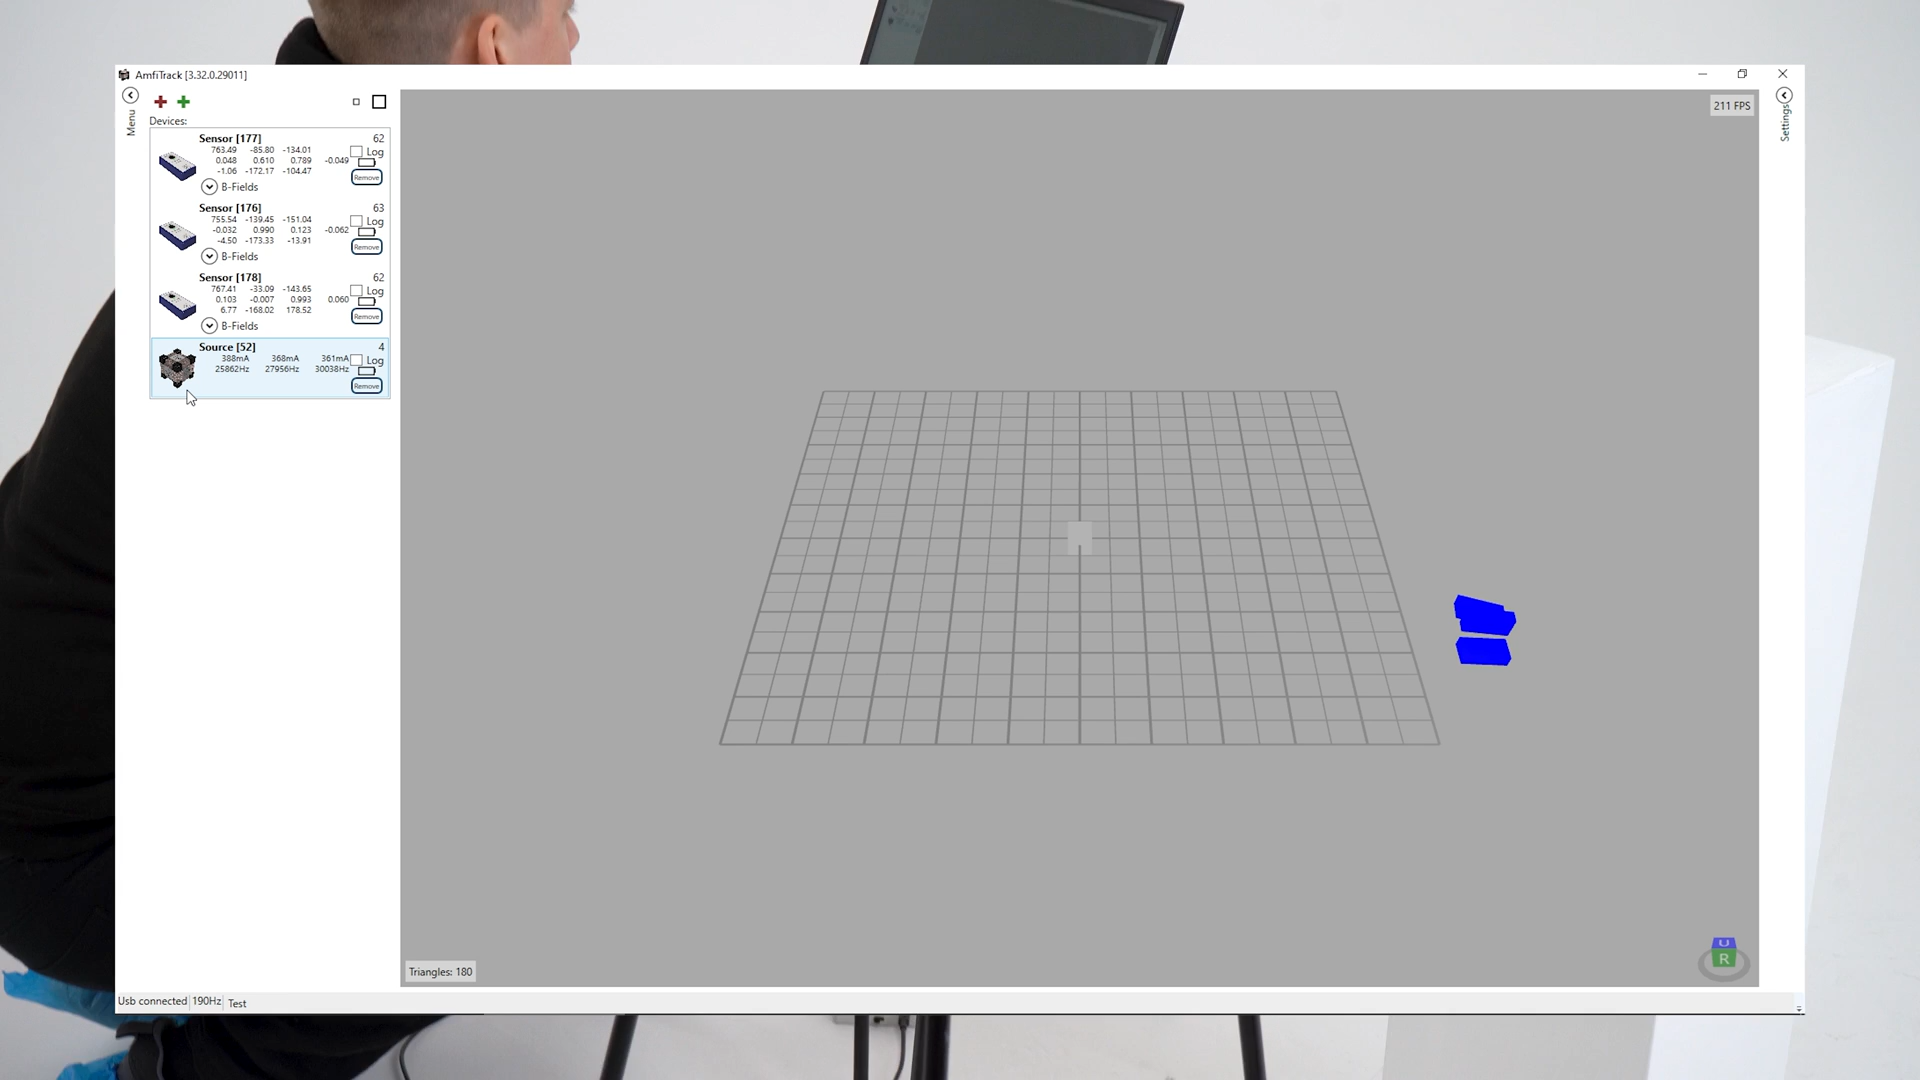 AmfiTrack [3.32.0.29011]
Menu
Devices:
Sensor [177] 62
763.49 -85.80 -134.01
Log
0.048 0.610 0.789 -0.049
-1.06 -172.17 -104.47
Remove
B-Fields
Sensor [176] 63
755.54 -139.45 -151.04
Log
-0.032 0.990 0.123 -0.062
-4.50 -173.33 -13.91
Remove
B-Fields
Sensor [178] 62
767.41 -33.09 -143.65
Log
0.103 -0.007 0.993 0.060
6.77 -168.02 178.52
Remove
B-Fields
Source [52] 4
388mA 368mA 361mA
Log
25862Hz 27956Hz 30038Hz
Remove
211 FPS
Settings
Triangles: 180
U
R
Usb connected 190Hz Test